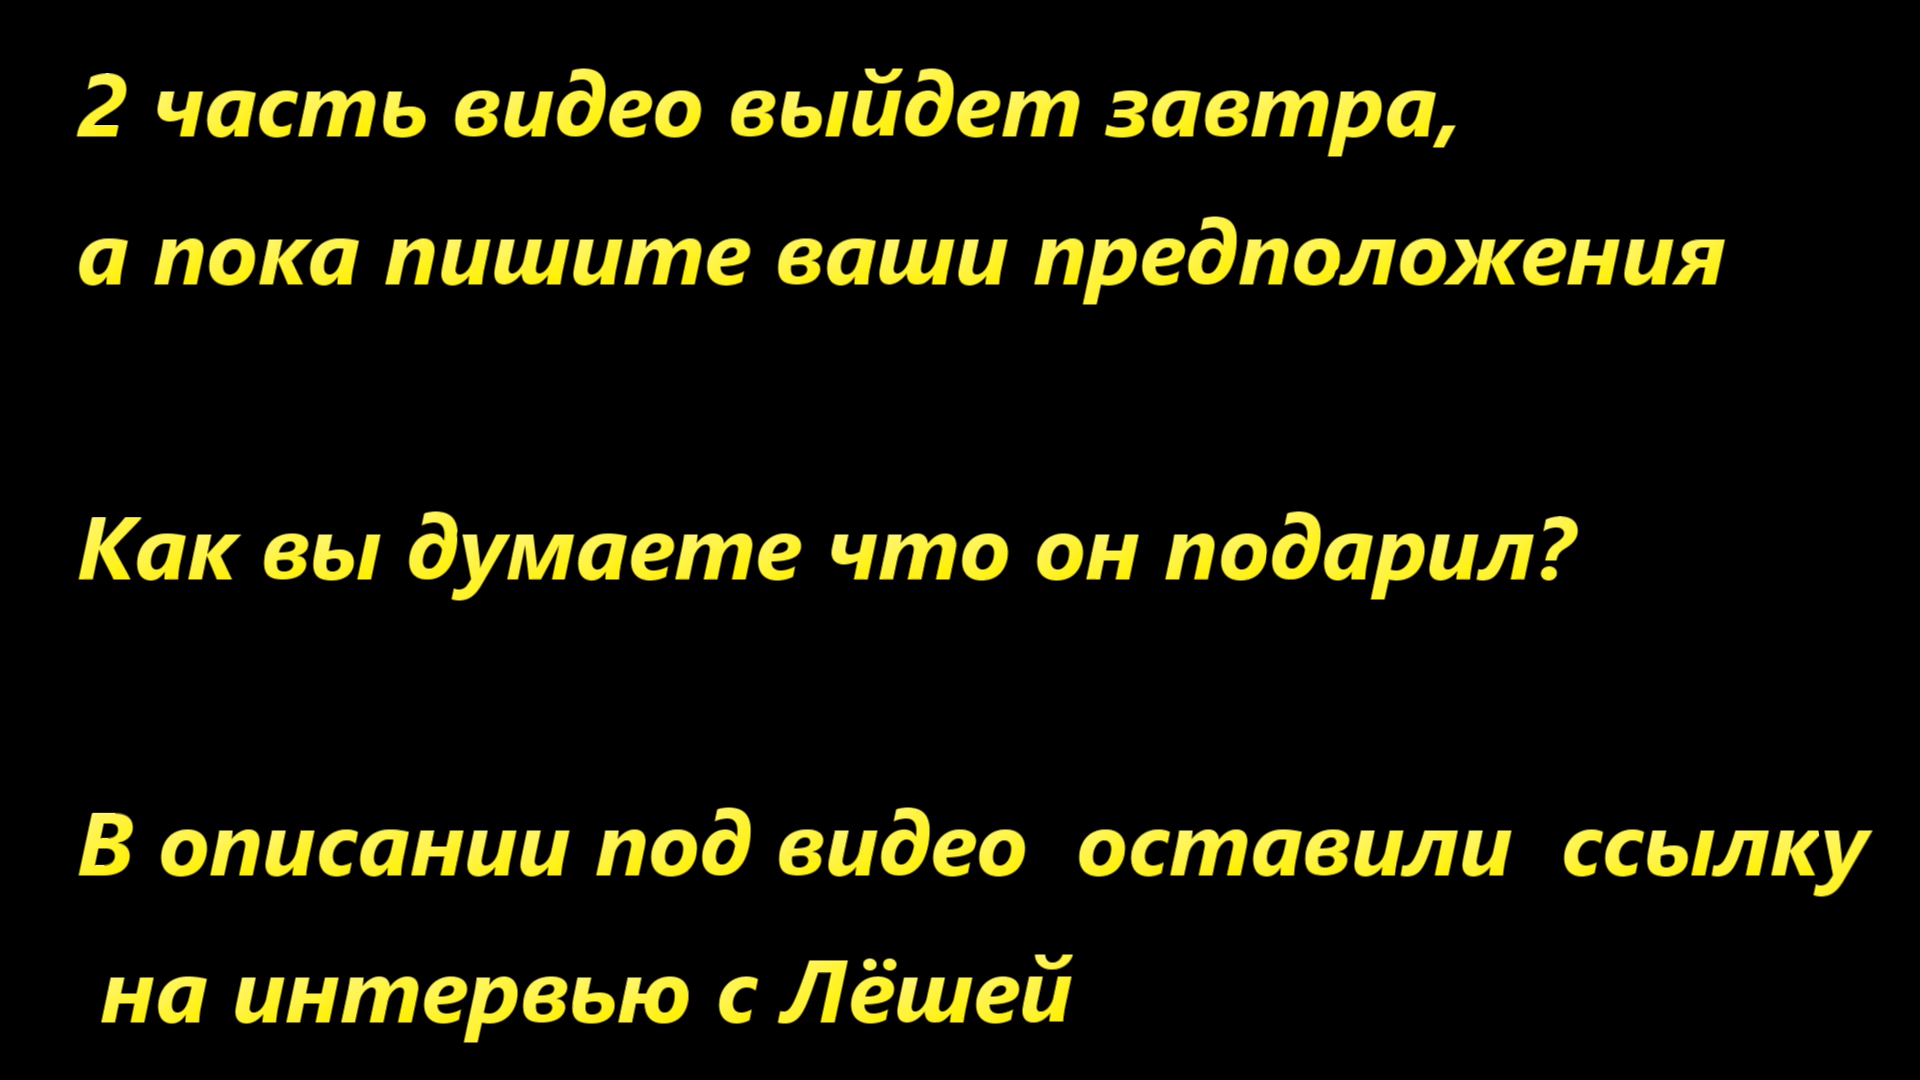 2 часть видео выйдет завтра,
а пока пишите ваши предположения
Как вы думаете что он подарил?
В описании под видео оставили ссылку
на интервью с Лёшей